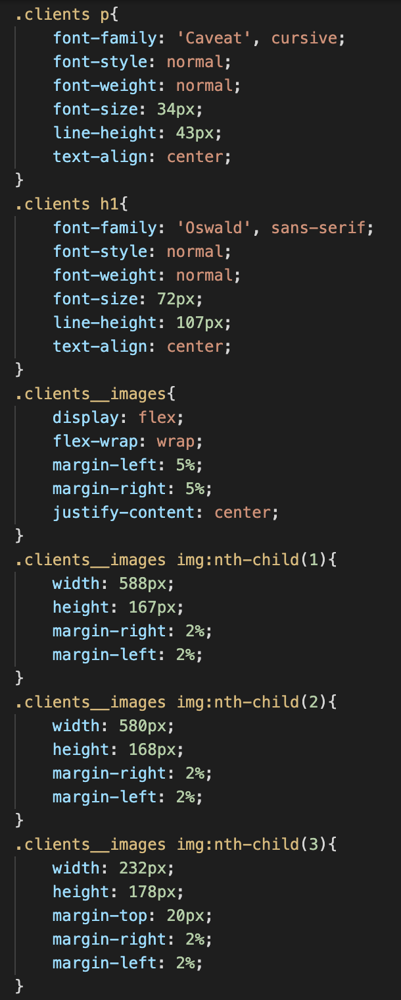 .clients p{
    font-family: 'Caveat', cursive;
    font-style: normal;
    font-weight: normal;
    font-size: 34px;
    line-height: 43px;
    text-align: center;
}
.clients h1{
    font-family: 'Oswald', sans-serif;
    font-style: normal;
    font-weight: normal;
    font-size: 72px;
    line-height: 107px;
    text-align: center;
}
.clients__images{
    display: flex;
    flex-wrap: wrap;
    margin-left: 5%;
    margin-right: 5%;
    justify-content: center;
}
.clients__images img:nth-child(1){
    width: 588px;
    height: 167px;
    margin-right: 2%;
    margin-left: 2%;
}
.clients__images img:nth-child(2){
    width: 580px;
    height: 168px;
    margin-right: 2%;
    margin-left: 2%;
}
.clients__images img:nth-child(3){
    width: 232px;
    height: 178px;
    margin-top: 20px;
    margin-right: 2%;
    margin-left: 2%;
}